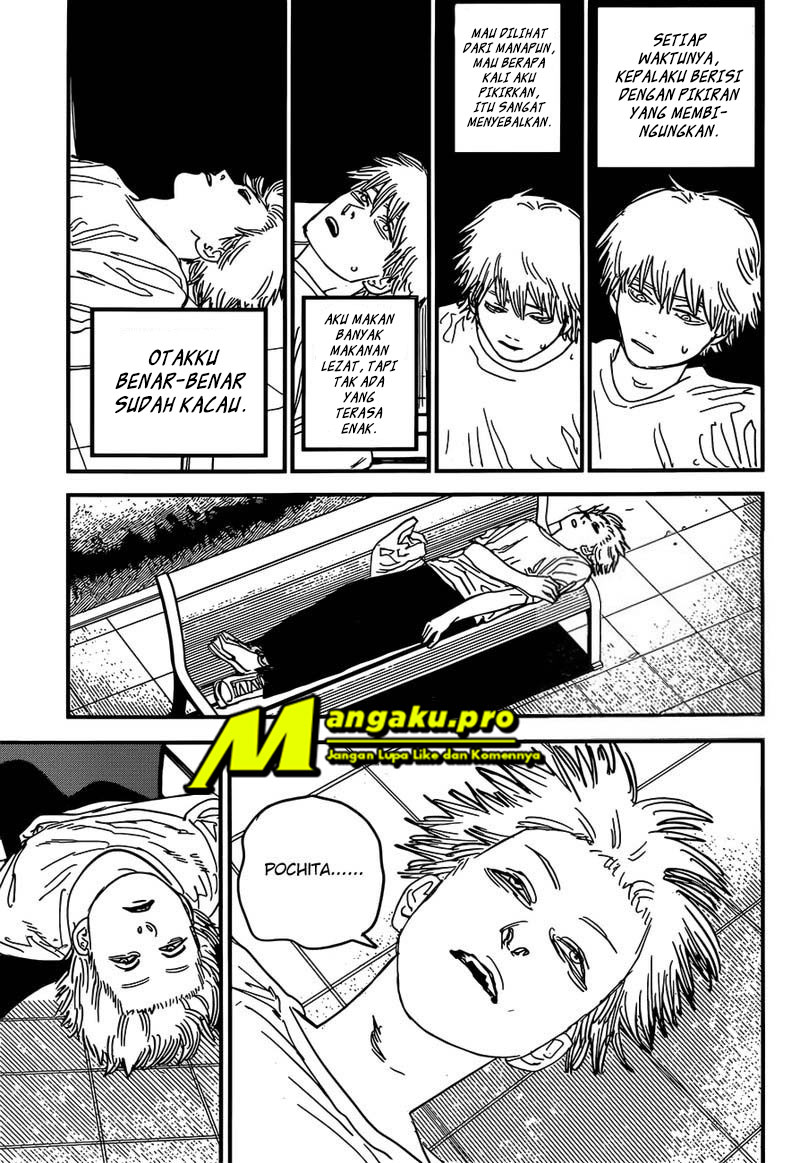 SETIAP
WAKTUNYA,
KEPALAKU BERISI
DENGAN PIKIRAN
YANG MEMBI-
NGUNGKAN.
MAU DILIHAT
DARI MANAPUN,
MAU BERAPA
KALI AKU
PIKIRKAN,
ITU SANGAT
MENYEBALKAN.
AKU MAKAN
BANYAK
MAKANAN
LEZAT, TAPI
TAK ADA
YANG
TERASA
ENAK.
OTAKKU
BENAR-BENAR
SUDAH KACAU.
Mangaku.pro
Jangan Lupa Like dan Komennya
POCHITA......